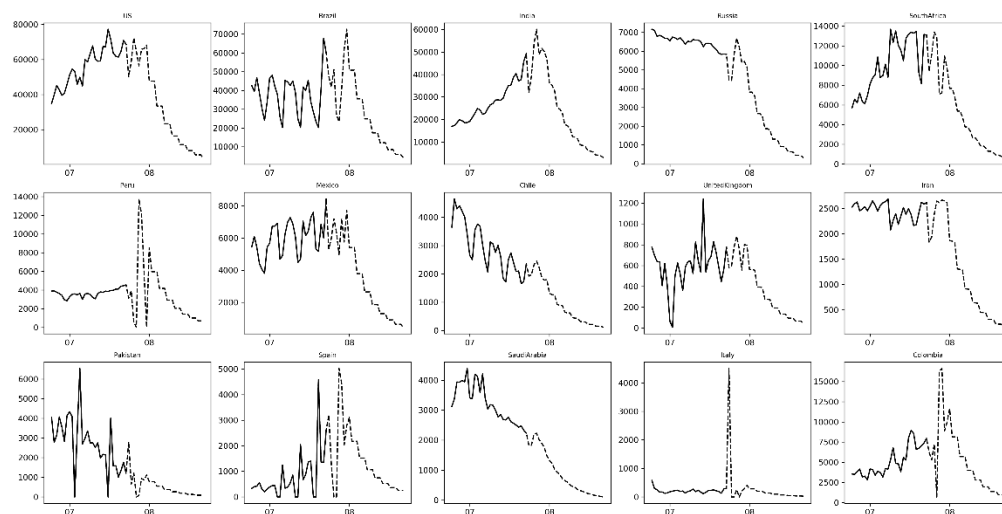 US Brazil India Russia SouthAfrica
80000 70000 60000 7000 14000
60000 60000 50000 6000 12000
40000 50000 40000 5000 10000
20000 40000 30000 4000 8000
30000 20000 3000 6000
20000 10000 2000 4000
10000 1000 2000
0
07 08 07 08 07 08 07 08 07 08
Peru Mexico Chile UnitedKingdom Iran
14000 8000 4000 1200 2500
12000 6000 3000 1000 2000
10000 4000 2000 800 1500
8000 2000 1000 600 1000
6000 0 400 500
4000 200
2000 0
0
07 08 07 08 07 08 07 08 07 08
Pakistan Spain SaudiArabia Italy Colombia
6000 5000 4000 4000 15000
5000 4000 3000 3000 12500
4000 3000 2000 2000 10000
3000 2000 1000 1000 7500
2000 1000 0 0 5000
1000 0 2500
0 0
07 08 07 08 07 08 07 08 07 08